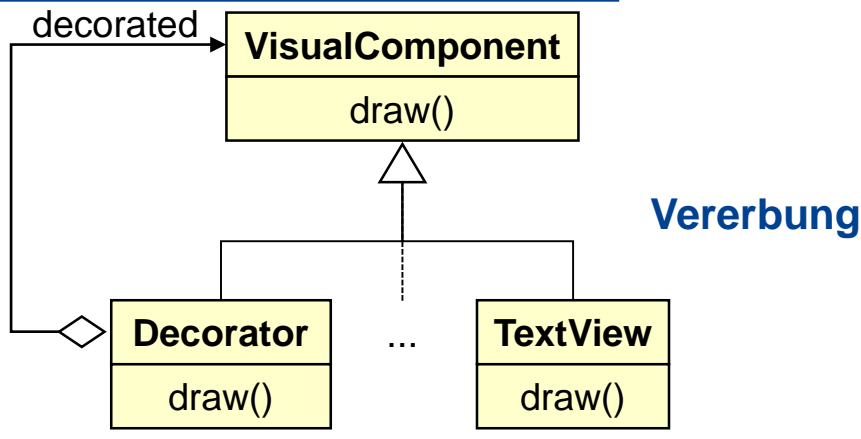 decorated
VisualComponent
draw()
Vererbung
Decorator
...
TextView
draw()
draw()